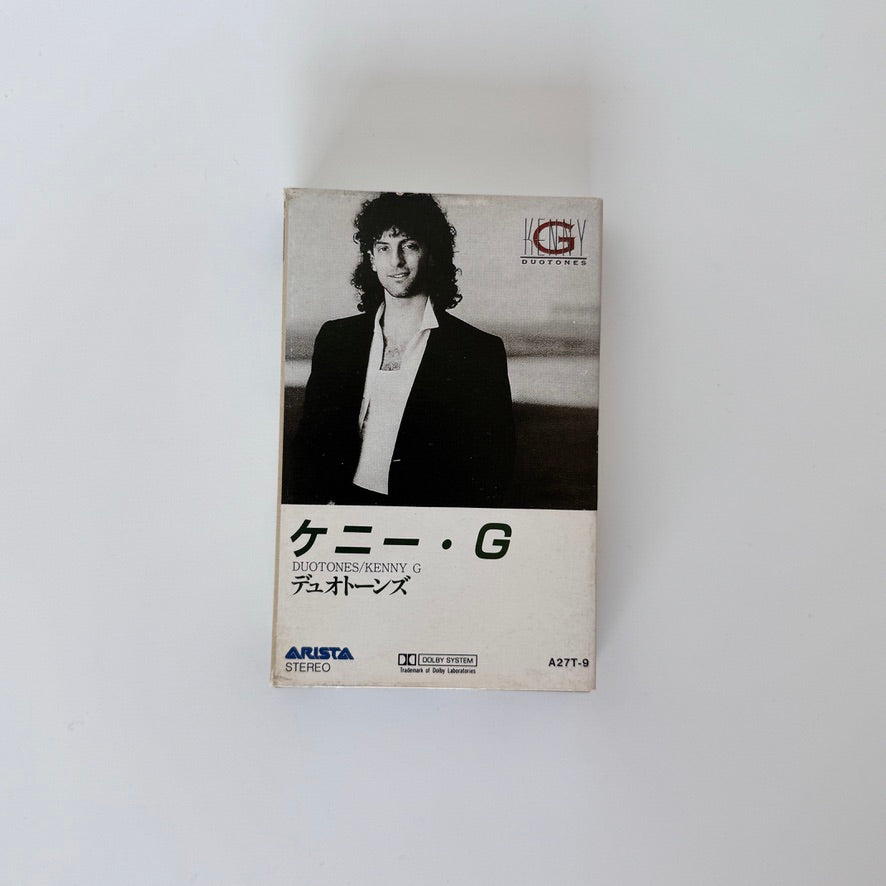 KENNY G
DUOTONES
ケニー・G
DUOTONES/KENNY G
デュオトーンズ
ARISTA
STEREO
DOLBY SYSTEM
Trademark of Dolby Laboratories
A27T-9